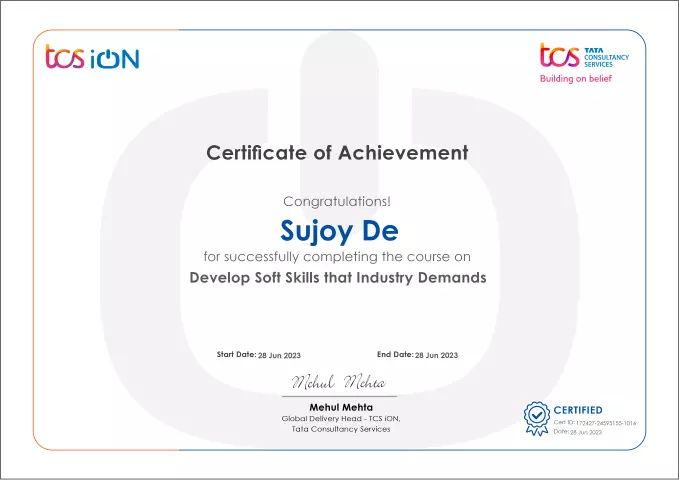 tcs iON
tcs TATA
CONSULTANCY
SERVICES
Building on belief
Certificate of Achievement
Congratulations!
Sujoy De
for successfully completing the course on
Develop Soft Skills that Industry Demands
Start Date: 28 Jun 2023 End Date: 28 Jun 2023
Mehul Mehta
Mehul Mehta
Global Delivery Head - TCS iON,
Tata Consultancy Services
CERTIFIED
Cert ID: 172427-24595155-1016
Date: 28 Jun 2023